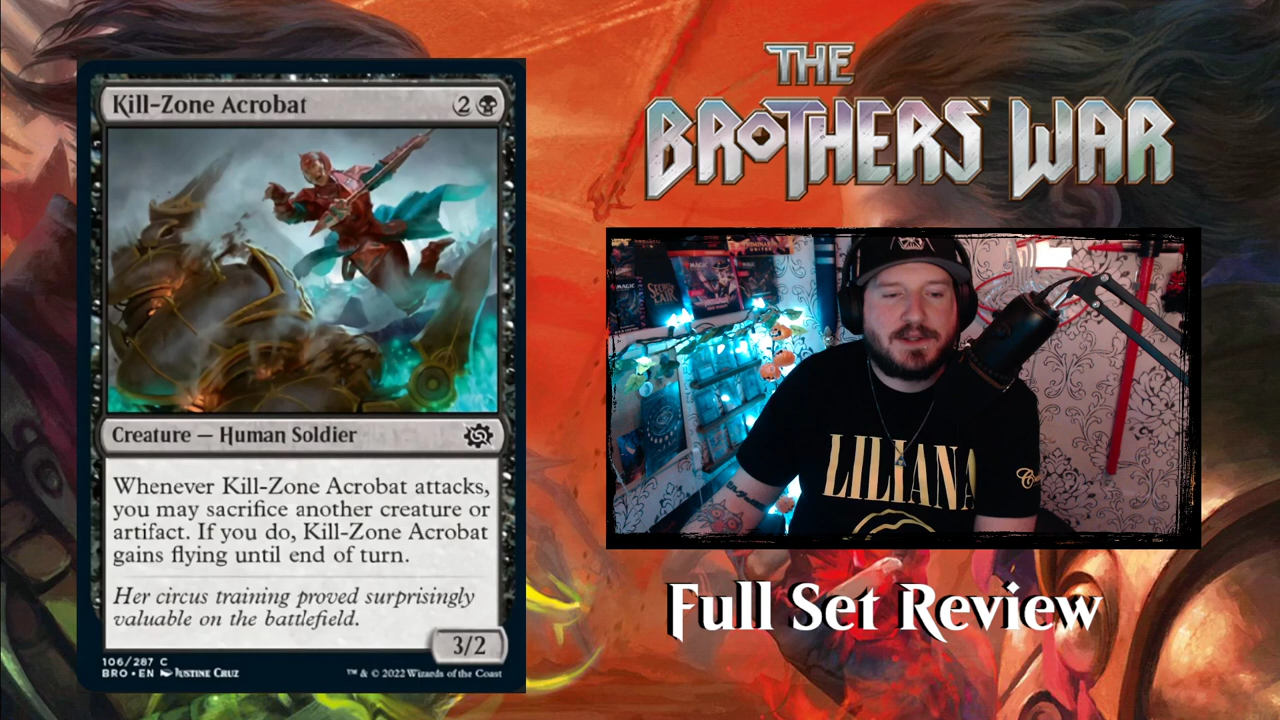 Kill-Zone Acrobat 2
Creature — Human Soldier
Whenever Kill-Zone Acrobat attacks,
you may sacrifice another creature or
artifact. If you do, Kill-Zone Acrobat
gains flying until end of turn.
Her circus training proved surprisingly
valuable on the battlefield.
3/2
106/287 C
BRO • EN JUSTINE CRUZ
™ & © 2022 Wizards of the Coast
THE
BROTHERS' WAR
MAGIC
LILIANA
Full Set Review